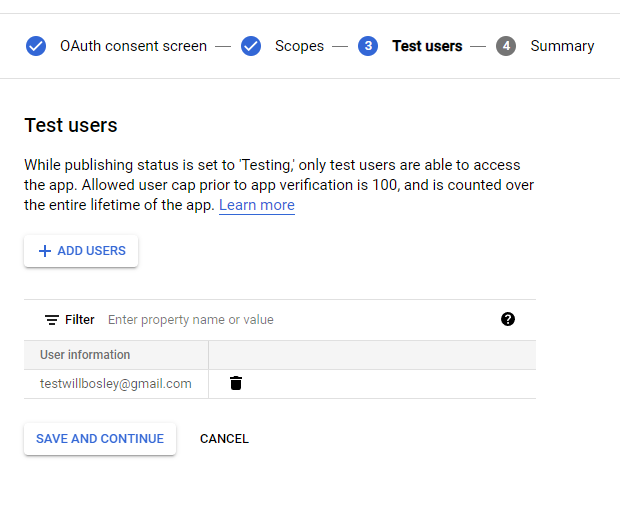 OAuth consent screen — Scopes — 3 Test users — 4 Summary
Test users
While publishing status is set to 'Testing,' only test users are able to access
the app. Allowed user cap prior to app verification is 100, and is counted over
the entire lifetime of the app. Learn more
+ ADD USERS
Filter Enter property name or value ?
User information
testwillbosley@gmail.com
SAVE AND CONTINUE CANCEL